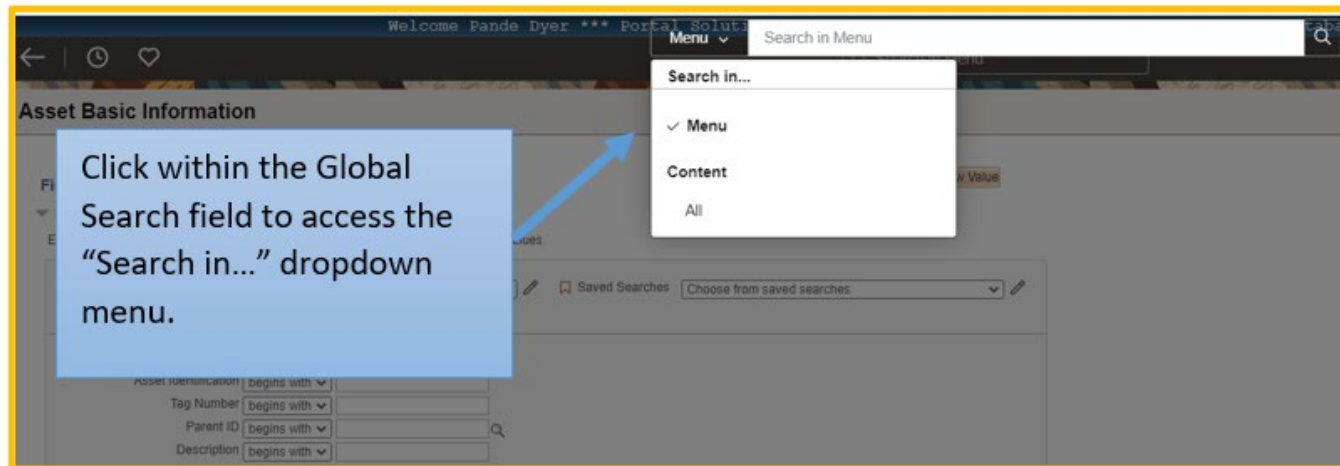 Welcome Pande Dyer *** Portal Soluti
Menu
Search in Menu
Search in...
Asset Basic Information
Menu
Content
All
Click within the Global
Search field to access the
“Search in...” dropdown
menu.
Value
Saved Searches
Choose from saved searches
Asset Identification begins with
Tag Number begins with
Parent ID begins with
Description begins with